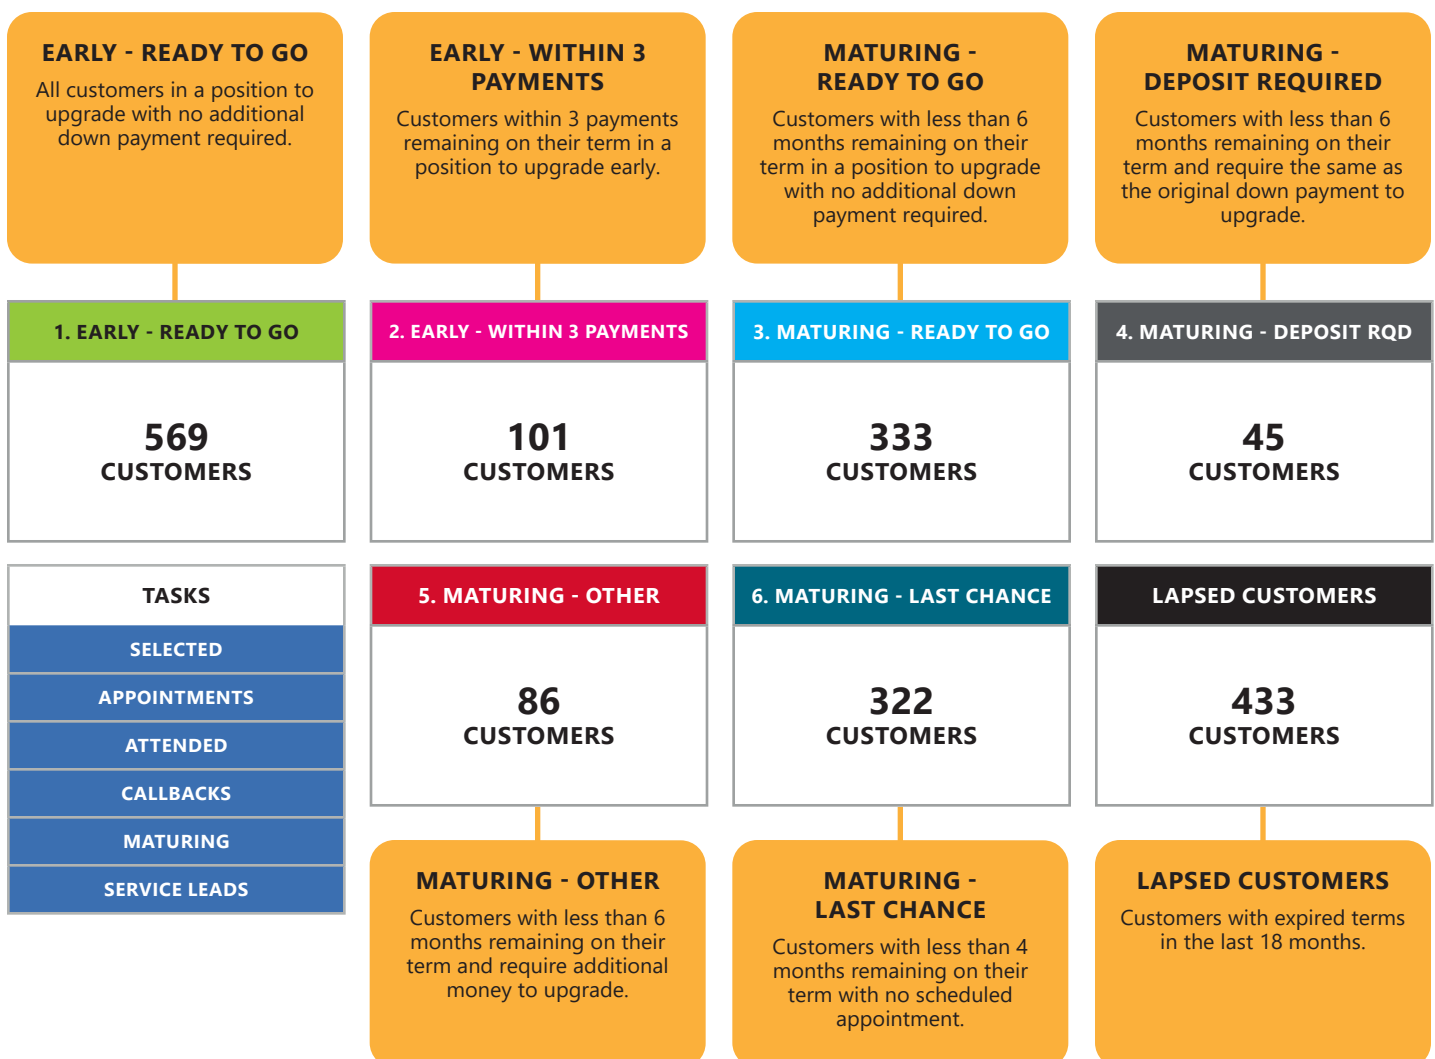 EARLY - READY TO GO
All customers in a position to
upgrade with no additional
down payment required.
EARLY - WITHIN 3
PAYMENTS
Customers within 3 payments
remaining on their term in a
position to upgrade early.
MATURING -
READY TO GO
Customers with less than 6
months remaining on their
term in a position to upgrade
with no additional down
payment required.
MATURING -
DEPOSIT REQUIRED
Customers with less than 6
months remaining on their
term and require the same as
the original down payment to
upgrade.
1. EARLY - READY TO GO
569
CUSTOMERS
2. EARLY - WITHIN 3 PAYMENTS
101
CUSTOMERS
3. MATURING - READY TO GO
333
CUSTOMERS
4. MATURING - DEPOSIT RQD
45
CUSTOMERS
TASKS
SELECTED
APPOINTMENTS
ATTENDED
CALLBACKS
MATURING
SERVICE LEADS
5. MATURING - OTHER
86
CUSTOMERS
6. MATURING - LAST CHANCE
322
CUSTOMERS
LAPSED CUSTOMERS
433
CUSTOMERS
MATURING - OTHER
Customers with less than 6
months remaining on their
term and require additional
money to upgrade.
MATURING -
LAST CHANCE
Customers with less than 4
months remaining on their
term with no scheduled
appointment.
LAPSED CUSTOMERS
Customers with expired terms
in the last 18 months.